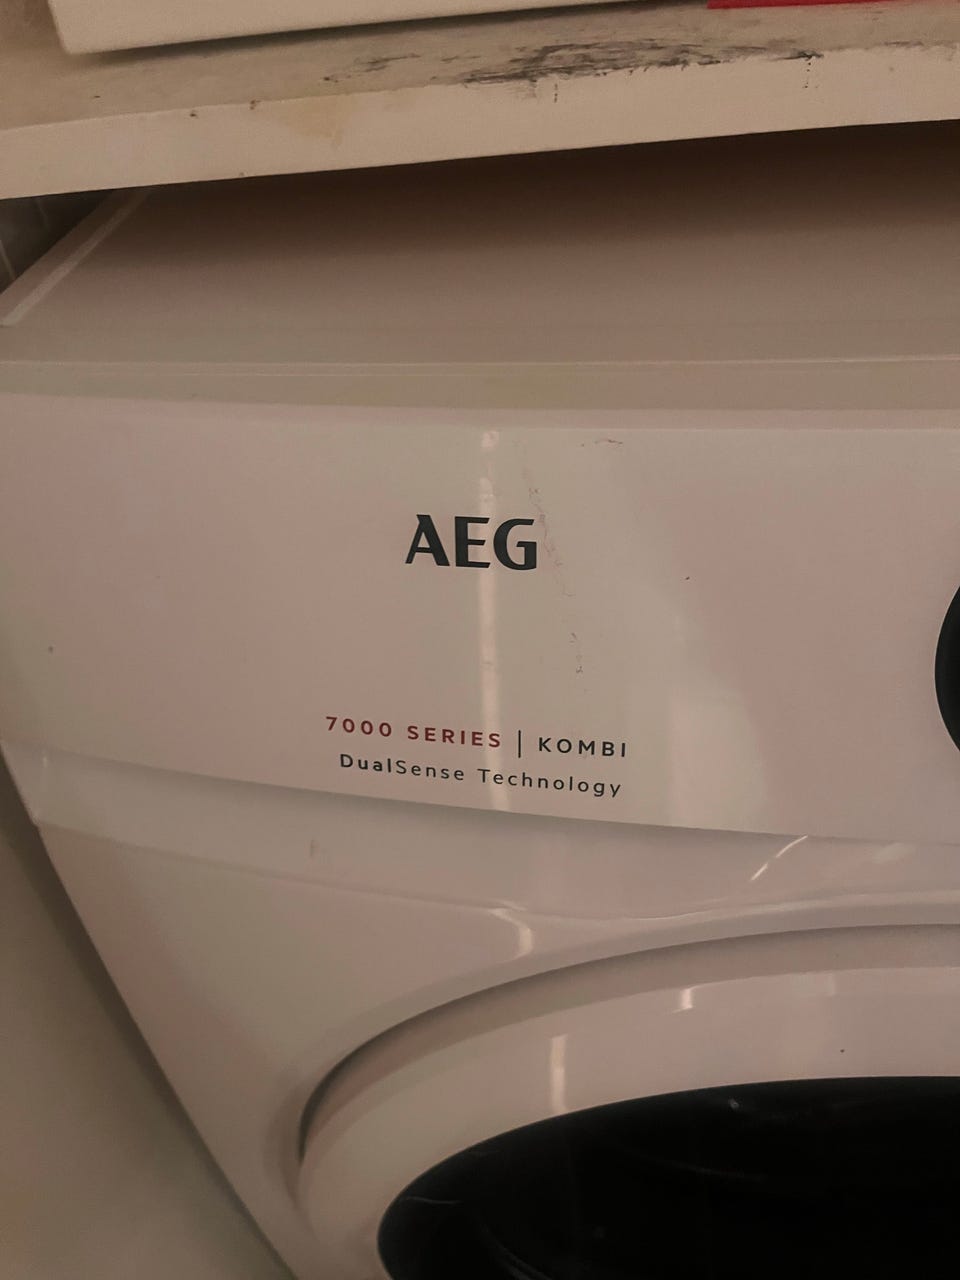 AEG
7000 SERIES | KOMBI
DualSense Technology